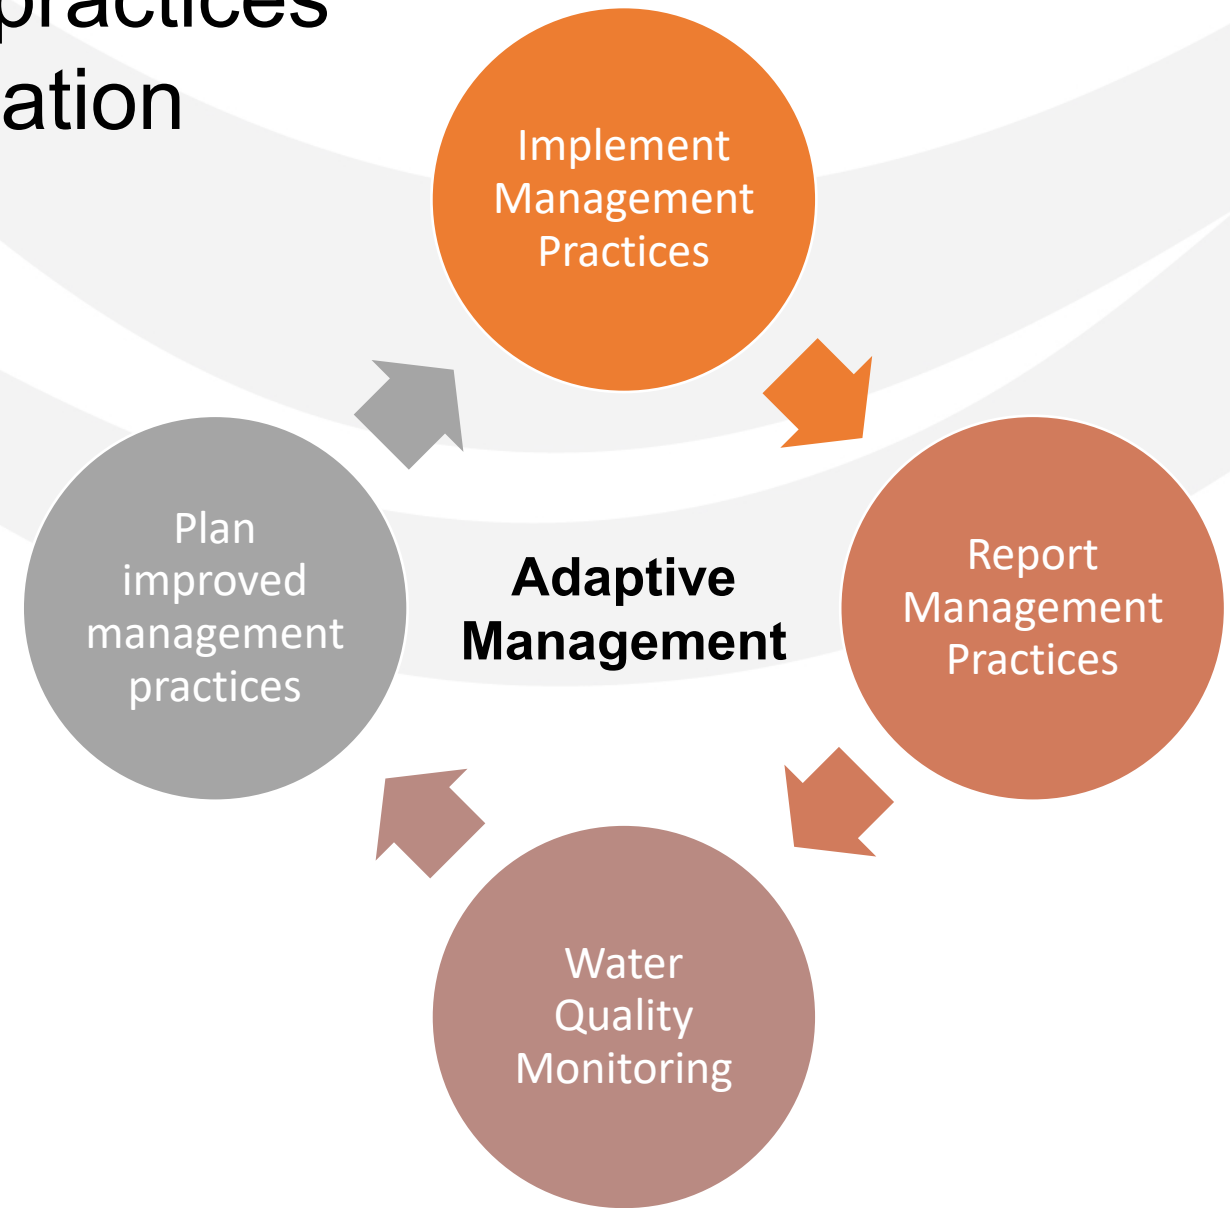 practices
ation
Implement
Management
Practices
Report
Management
Practices
Water
Quality
Monitoring
Plan
improved
management
practices
Adaptive
Management